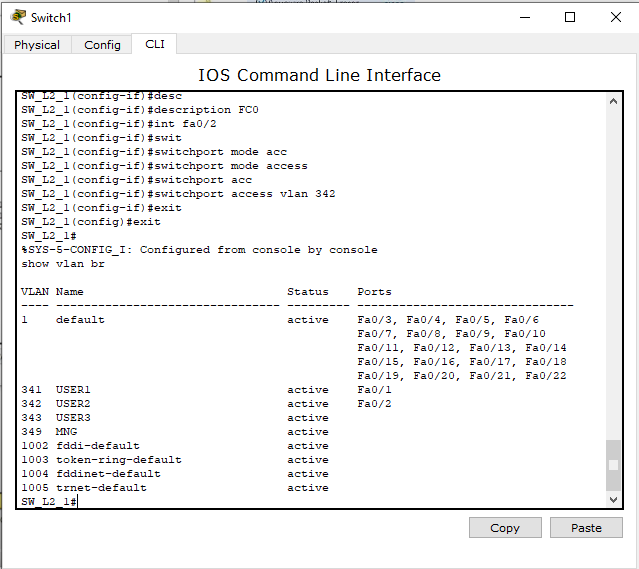 Switch1
Physical Config CLI
IOS Command Line Interface
SW_L2_1(config-if)#desc
SW_L2_1(config-if)#description FC0
SW_L2_1(config-if)#int fa0/2
SW_L2_1(config-if)#swit
SW_L2_1(config-if)#switchport mode acc
SW_L2_1(config-if)#switchport mode access
SW_L2_1(config-if)#switchport acc
SW_L2_1(config-if)#switchport access vlan 342
SW_L2_1(config-if)#exit
SW_L2_1(config)#exit
SW_L2_1#
%SYS-5-CONFIG_I: Configured from console by console
show vlan br
VLAN Name                             Status    Ports
---- -------------------------------- --------- -------------------------------
1    default                          active    Fa0/3, Fa0/4, Fa0/5, Fa0/6
                                                Fa0/7, Fa0/8, Fa0/9, Fa0/10
                                                Fa0/11, Fa0/12, Fa0/13, Fa0/14
                                                Fa0/15, Fa0/16, Fa0/17, Fa0/18
                                                Fa0/19, Fa0/20, Fa0/21, Fa0/22
341  USER1                            active    Fa0/1
342  USER2                            active    Fa0/2
343  USER3                            active
349  MNG                              active
1002 fddi-default                     active
1003 token-ring-default               active
1004 fddinet-default                  active
1005 trnet-default                    active
SW_L2_1#
Copy Paste